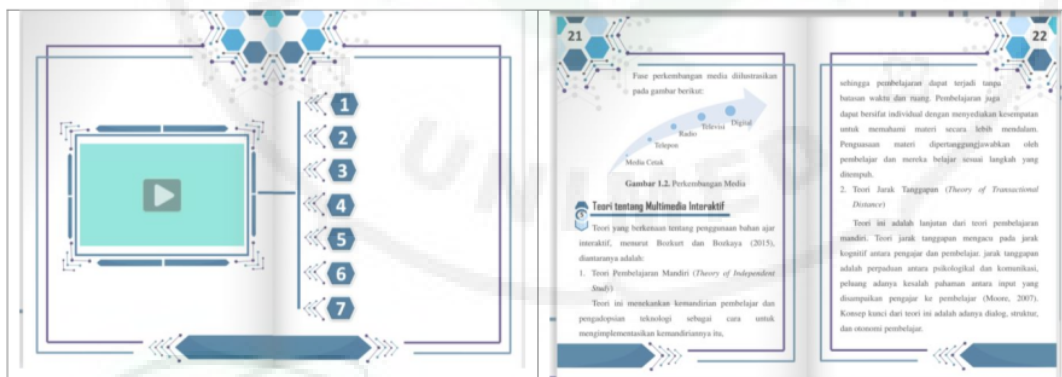 1
2
3
4
5
6
7
21
Fase perkembangan media diilustrasikan
pada gambar berikut:
Digital
Televisi
Radio
Telepon
Media Cetak
Gambar 1.2. Perkembangan Media
Teori tentang Multimedia Interaktif
Teori yang berkenaan tentang penggunaan bahan ajar
interaktif, menurut Bozkurt dan Bozkaya (2015),
diantaranya adalah:
1. Teori Pembelajaran Mandiri (Theory of Independent
Study)
Teori ini menekankan kemandirian pembelajar dan
pengadopsian teknologi sebagai cara untuk
mengimplementasikan kemandiriannya itu,
22
sehingga pembelajaran dapat terjadi tanpa
batasan waktu dan ruang. Pembelajaran juga
dapat bersifat individual dengan menyediakan kesempatan
untuk memahami materi secara lebih mendalam.
Penguasaan materi dipertanggungjawabkan oleh
pembelajar dan mereka belajar sesuai langkah yang
ditempuh.
2. Teori Jarak Tanggapan (Theory of Transactional
Distance)
Teori ini adalah lanjutan dari teori pembelajaran
mandiri. Teori jarak tanggapan mengacu pada jarak
kognitif antara pengajar dan pembelajar. jarak tanggapan
adalah perpaduan antara psikologikal dan komunikasi,
peluang adanya kesalah pahaman antara input yang
disampaikan pengajar ke pembelajar (Moore, 2007).
Konsep kunci dari teori ini adalah adanya dialog, struktur,
dan otonomi pembelajar.
UNIMED